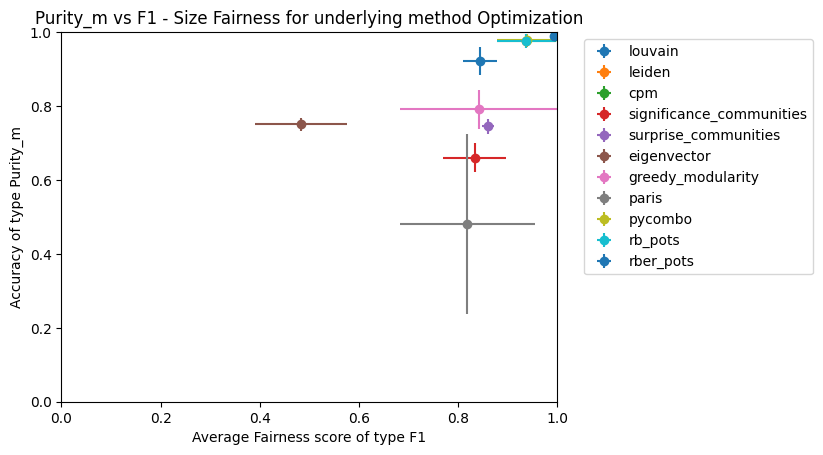 Purity_m vs F1 - Size Fairness for underlying method Optimization
1.0
0.8
0.6
0.4
0.2
0.0
Accuracy of type Purity_m
0.0 0.2 0.4 0.6 0.8 1.0
Average Fairness score of type F1
louvain
leiden
cpm
significance_communities
surprise_communities
eigenvector
greedy_modularity
paris
pycombo
rb_pots
rber_pots